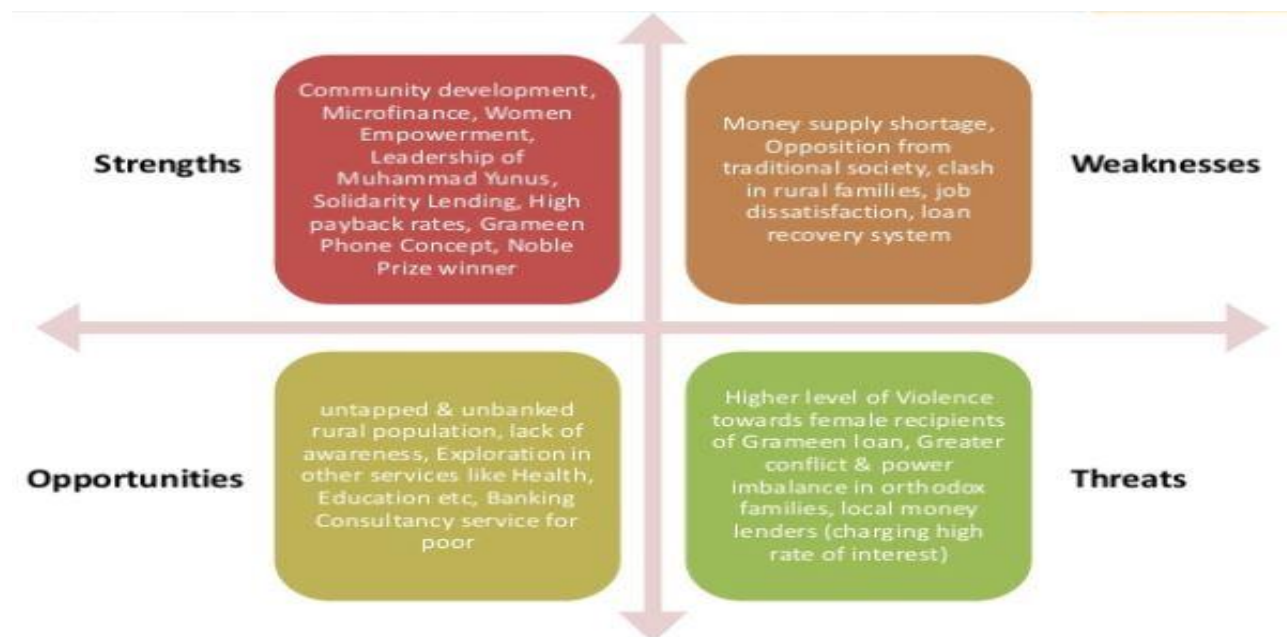 Strengths
Community development,
Microfinance, Women
Empowerment,
Leadership of
Muhammad Yunus,
Solidarity Lending, High
payback rates, Grameen
Phone Concept, Noble
Prize winner
Money supply shortage,
Opposition from
traditional society, clash
in rural families, job
dissatisfaction, loan
recovery system
Weaknesses
Opportunities
untapped & unbanked
rural population, lack of
awareness, Exploration in
other services like Health,
Education etc, Banking
Consultancy service for
poor
Higher level of Violence
towards female recipients
of Grameen loan, Greater
conflict & power
imbalance in orthodox
families, local money
lenders (charging high
rate of interest)
Threats